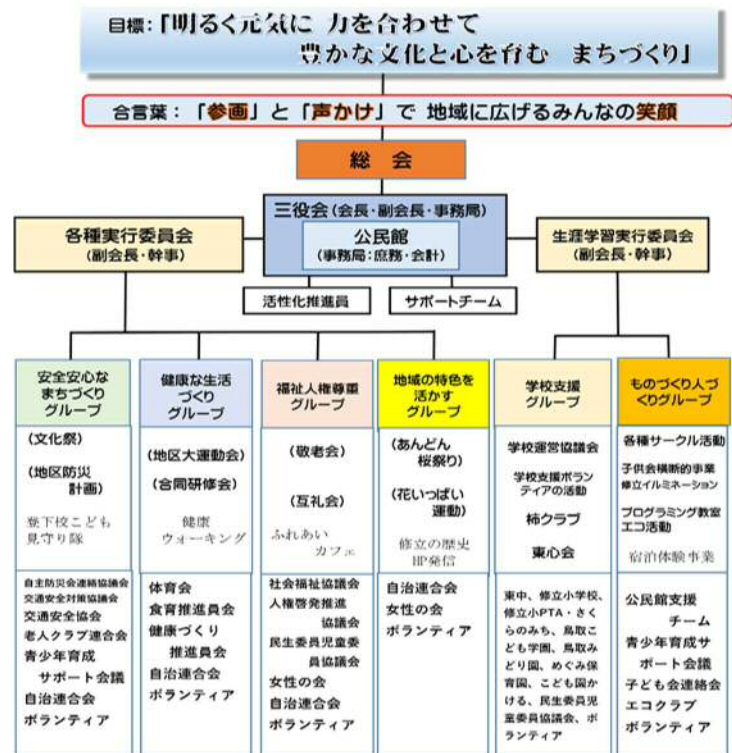 目標:「明るく元気に 力を合わせて
豊かな文化と心を育む まちづくり」
合言葉:「参画」と「声かけ」で 地域に広げるみんなの笑顔
総 会
三役会(会長・副会長・事務局)
公民館
(事務局:庶務・会計)
各種実行委員会
(副会長・幹事)
生涯学習実行委員会
(副会長・幹事)
活性化推進員
サポートチーム
安全安心な
まちづくり
グループ
(文化祭)
(地区防災
計画)
登下校こども
見守り隊
自主防災会連絡協議会
交通安全対策協議会
交通安全協会
老人クラブ連合会
青少年育成
サポート会議
自治連合会
ボランティア
健康な生活
づくり
グループ
(地区大運動会)
(合同研修会)
健康
ウォーキング
体育会
食育推進員会
健康づくり
推進員会
自治連合会
ボランティア
福祉人権尊重
グループ
(敬老会)
(互礼会)
ふれあい
カフェ
社会福祉協議会
人権啓発推進
協議会
民生委員児童委
員協議会
女性の会
自治連合会
ボランティア
地域の特色を
活かす
グループ
(あんどん
桜祭り)
(花いっぱい
運動)
修立の歴史
HP発信
自治連合会
女性の会
ボランティア
学校支援
グループ
学校運営協議会
学校支援ボラン
ティアの活動
柿クラブ
東心会
東中、修立小学校、
修立小PTA・さく
らのみち、鳥取こ
ども学園、鳥取み
どり園、めぐみ保
育園、こども園かけ
る、民生委員児
童委員協議会、ボ
ランティア
ものづくり人づ
くりグループ
各種サークル活動
子供会横断的事業
修立イルミネーション
プログラミング教室
エコ活動
宿泊体験事業
公民館支援
チーム
青少年育成サ
ポート会議
子ども会連絡会
エコクラブ
ボランティア